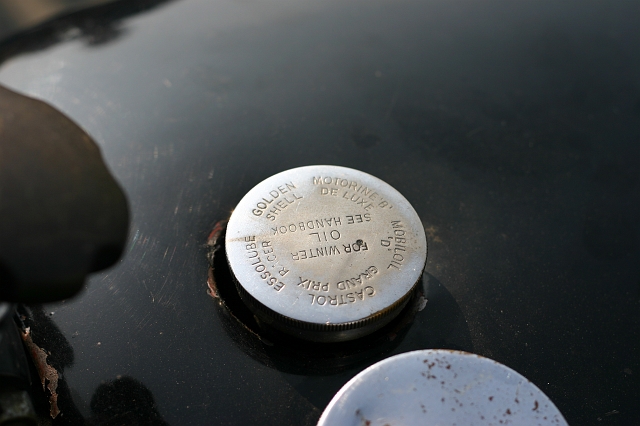 GOLDEN
SHELL
MOTORINE "B"
DE LUXE
MOBILOIL
"D"
CASTROL
GRAND PRIX
ESSOLUBE
RACER
FOR WINTER
OIL
SEE HANDBOOK